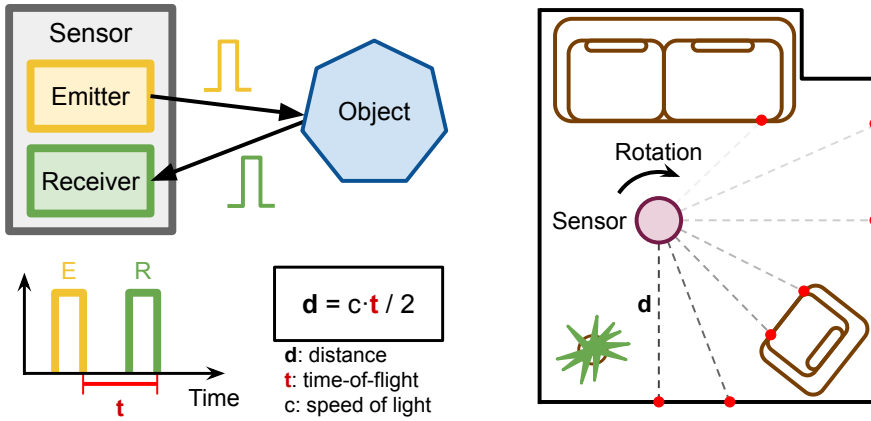 Sensor
Emitter
Receiver
Object
E
R
t
Time
d = c·t / 2
d: distance
t: time-of-flight
c: speed of light
Rotation
Sensor
d